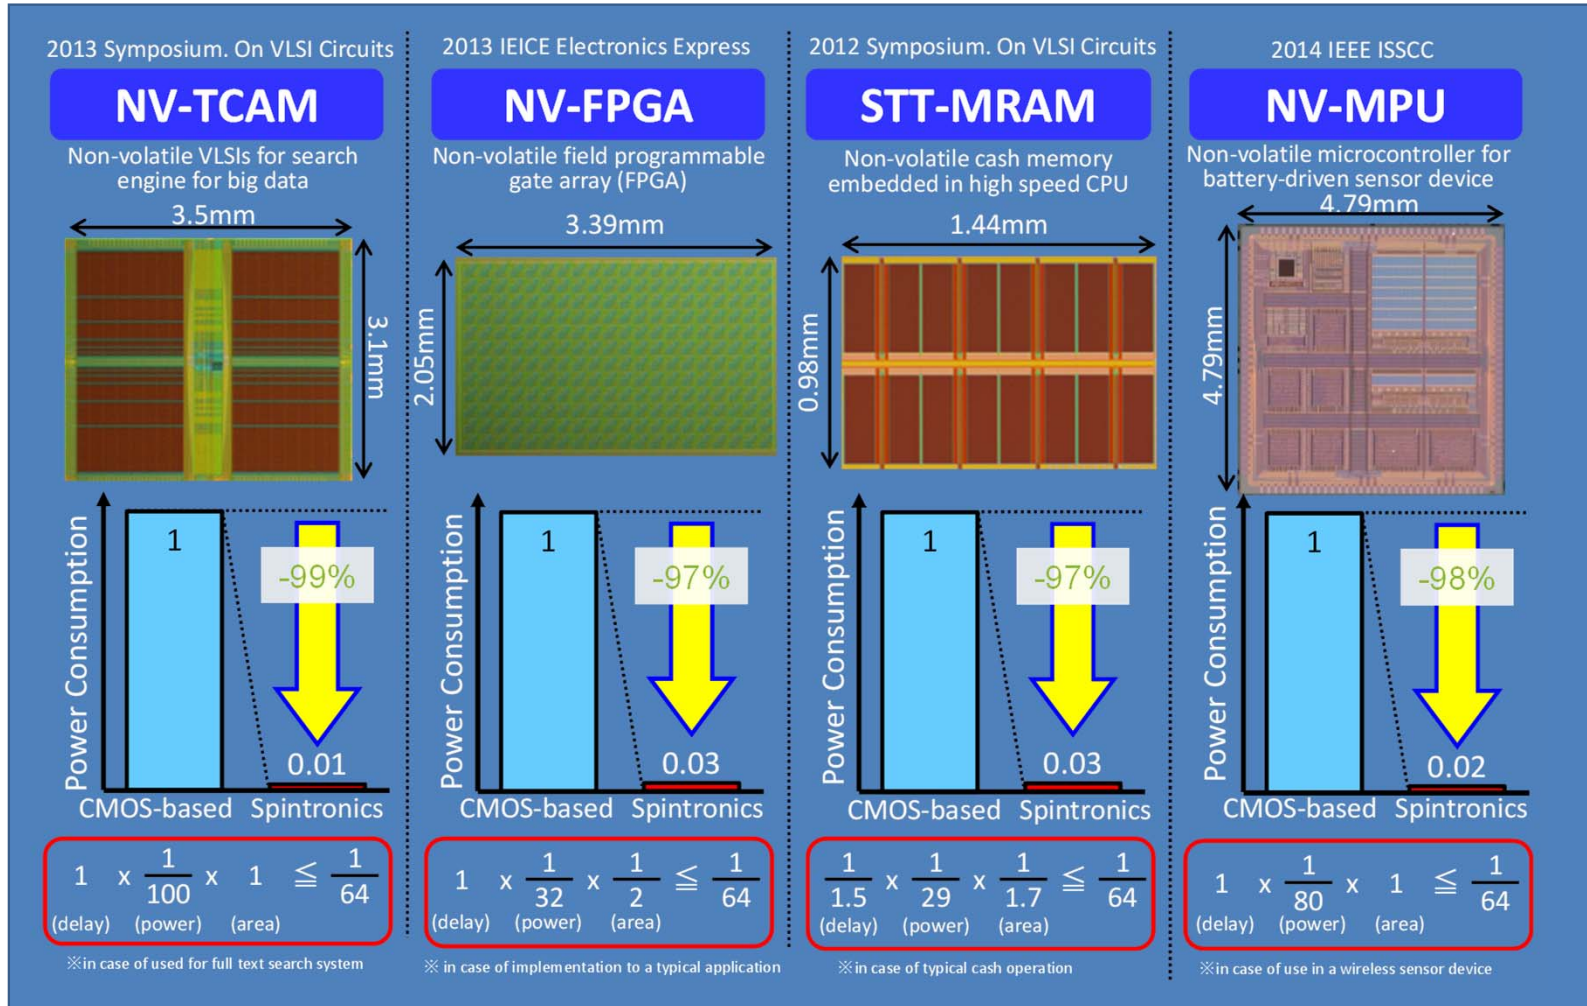 2013 Symposium. On VLSI Circuits
NV-TCAM
Non-volatile VLSIs for search
engine for big data
3.5mm
3.1mm
Power Consumption
1
-99%
0.01
CMOS-based Spintronics
1 x 1/100 x 1 ≦ 1/64
(delay) (power) (area)
※in case of used for full text search system
2013 IEICE Electronics Express
NV-FPGA
Non-volatile field programmable
gate array (FPGA)
3.39mm
2.05mm
Power Consumption
1
-97%
0.03
CMOS-based Spintronics
1 x 1/32 x 1/2 ≦ 1/64
(delay) (power) (area)
※ in case of implementation to a typical application
2012 Symposium. On VLSI Circuits
STT-MRAM
Non-volatile cash memory
embedded in high speed CPU
1.44mm
0.98mm
Power Consumption
1
-97%
0.03
CMOS-based Spintronics
1/1.5 x 1/29 x 1/1.7 ≦ 1/64
(delay) (power) (area)
※ in case of typical cash operation
2014 IEEE ISSCC
NV-MPU
Non-volatile microcontroller for
battery-driven sensor device
4.79mm
4.79mm
Power Consumption
1
-98%
0.02
CMOS-based Spintronics
1 x 1/80 x 1 ≦ 1/64
(delay) (power) (area)
※in case of use in a wireless sensor device